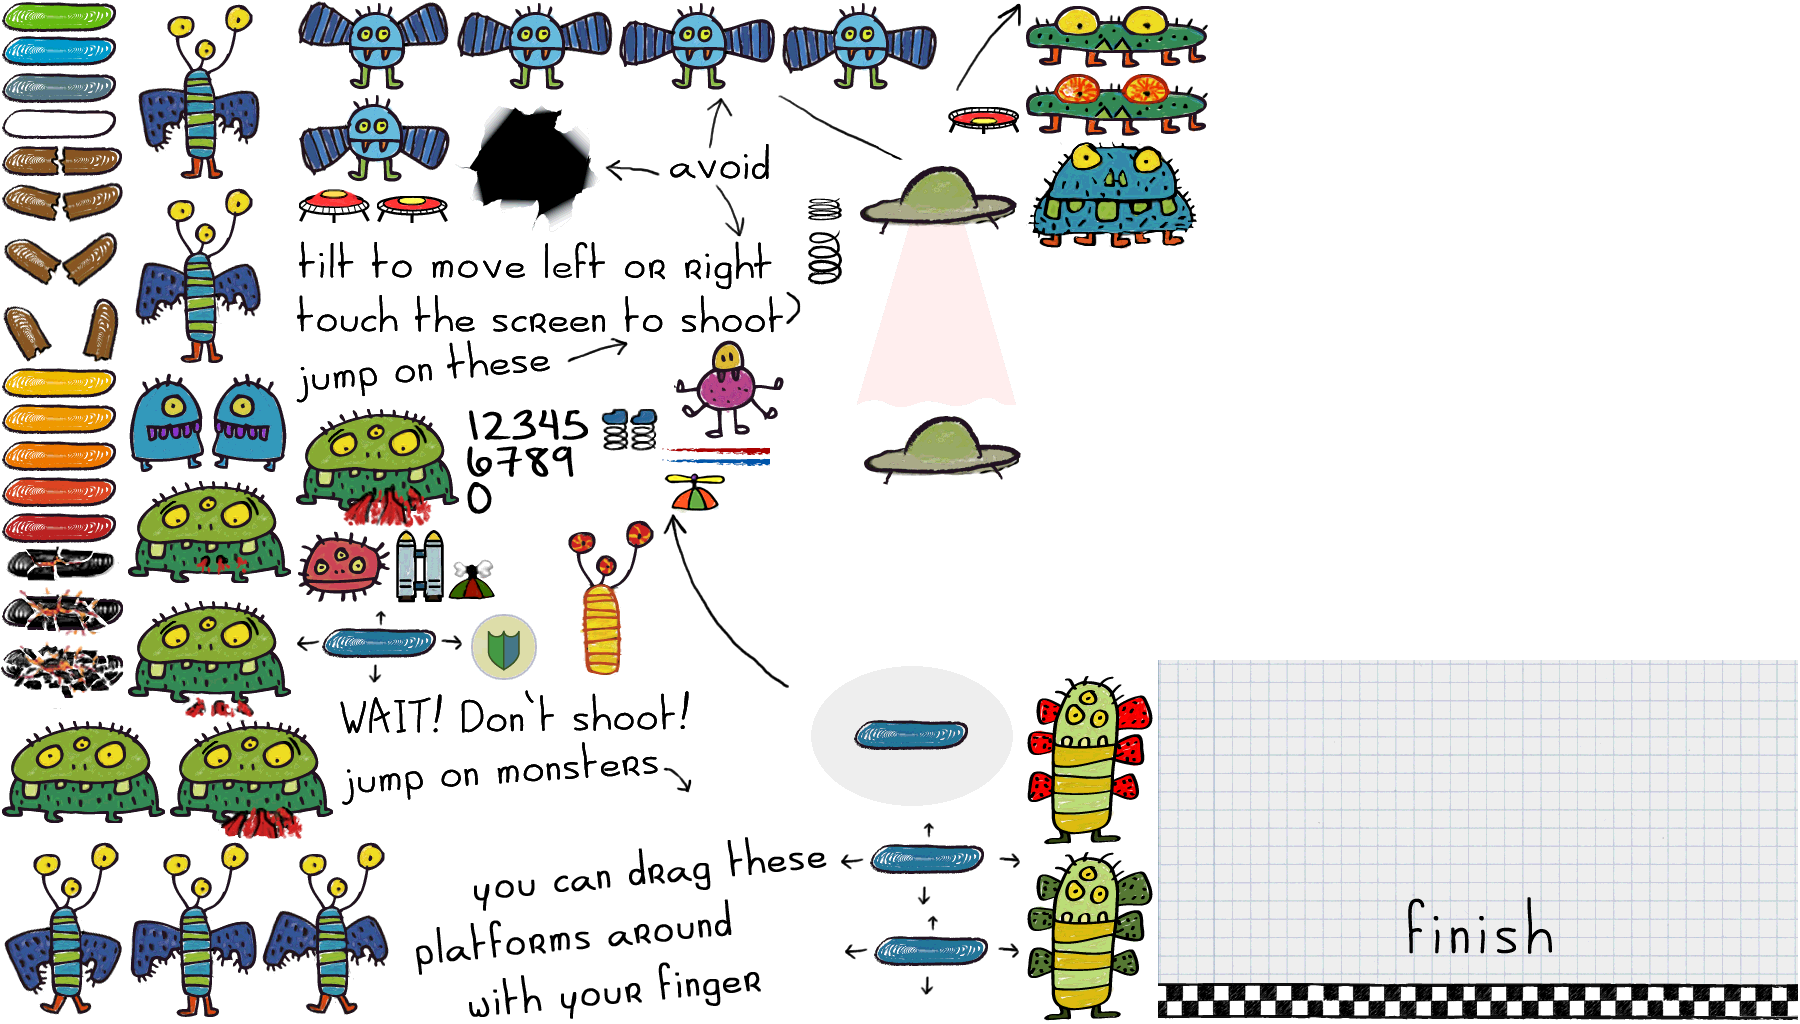 avoid
tilt to move left or right
touch the screen to shoot
jump on these
12345
6789
0
WAIT! Don't shoot!
jump on monsters
you can drag these
platforms around
with your finger
finish